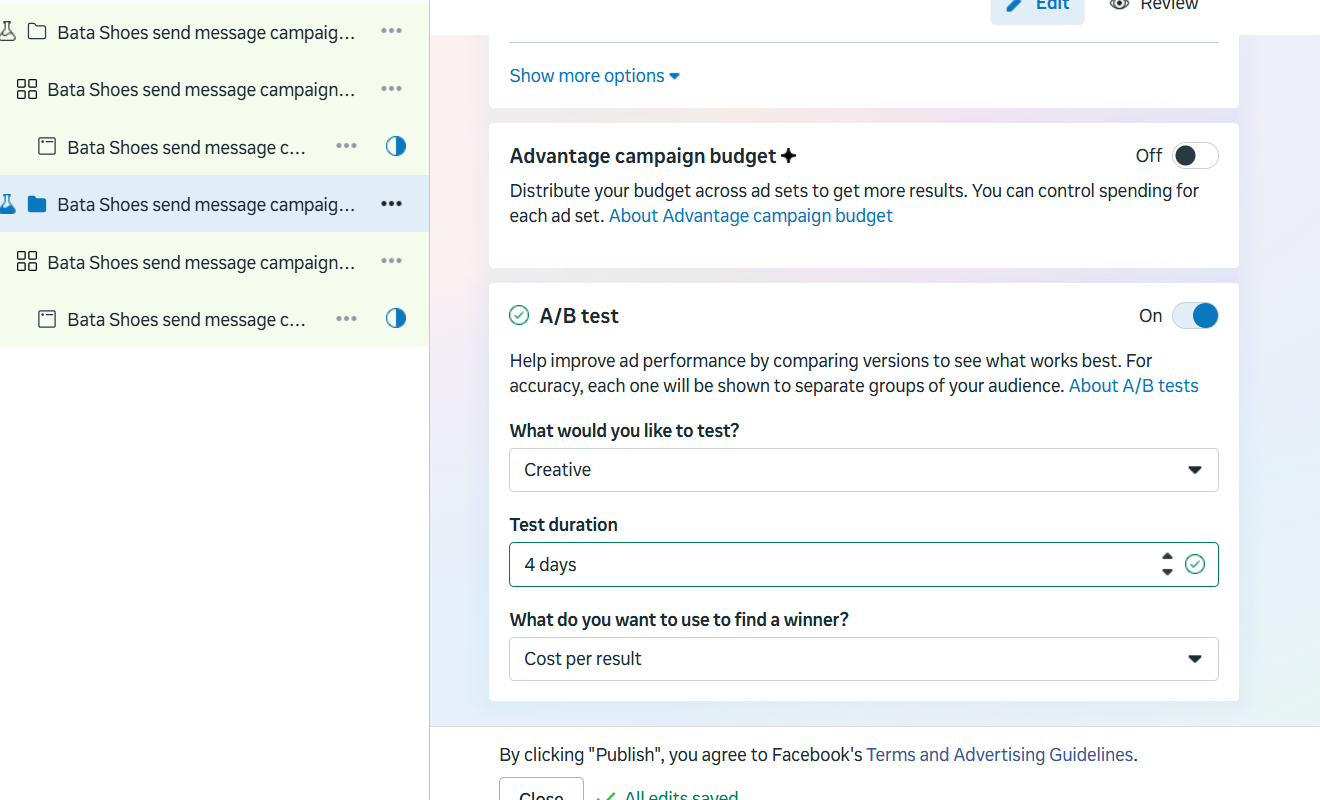 Bata Shoes send message campaig...
Bata Shoes send message campaign...
Bata Shoes send message c...
Bata Shoes send message campaig...
Bata Shoes send message campaign...
Bata Shoes send message c...
Edit
Review
Show more options
Advantage campaign budget
Off
Distribute your budget across ad sets to get more results. You can control spending for
each ad set. About Advantage campaign budget
A/B test
On
Help improve ad performance by comparing versions to see what works best. For
accuracy, each one will be shown to separate groups of your audience. About A/B tests
What would you like to test?
Creative
Test duration
4 days
What do you want to use to find a winner?
Cost per result
By clicking "Publish", you agree to Facebook's Terms and Advertising Guidelines.
Close
All edits saved